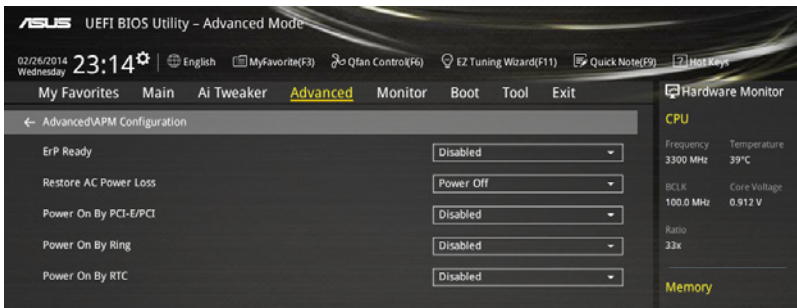 ASUS UEFI BIOS Utility – Advanced Mode
02/26/2014 Wednesday 23:14 English MyFavorite(F3) Qfan Control(F6) EZ Tuning Wizard(F11) Quick Note(F9) ? Hot Keys
My Favorites Main Ai Tweaker Advanced Monitor Boot Tool Exit Hardware Monitor
← Advanced\APM Configuration
ErP Ready Disabled
Restore AC Power Loss Power Off
Power On By PCI-E/PCI Disabled
Power On By Ring Disabled
Power On By RTC Disabled
CPU
Frequency Temperature
3300 MHz 39°C
BCLK Core Voltage
100.0 MHz 0.912 V
Ratio
33x
Memory